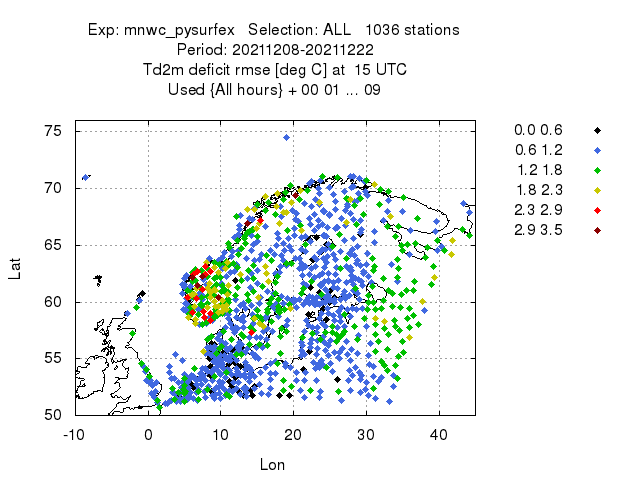 Exp: mnwc_pysurfex   Selection: ALL   1036 stations
Period: 20211208-20211222
Td2m deficit rmse [deg C] at  15 UTC
Used {All hours} + 00 01 ... 09
0.0 0.6
0.6 1.2
1.2 1.8
1.8 2.3
2.3 2.9
2.9 3.5
75
70
65
60
55
50
Lat
-10 0 10 20 30 40
Lon